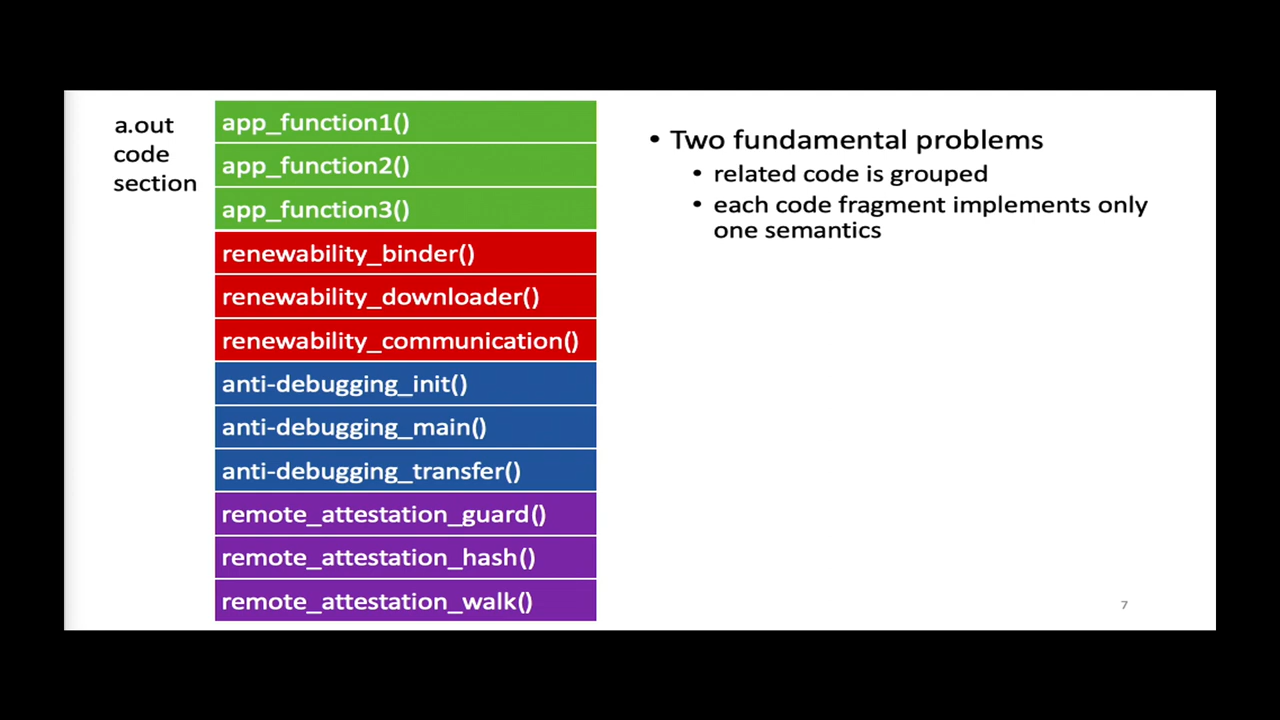 a.out
code
section
app_function1()
app_function2()
app_function3()
renewability_binder()
renewability_downloader()
renewability_communication()
anti-debugging_init()
anti-debugging_main()
anti-debugging_transfer()
remote_attestation_guard()
remote_attestation_hash()
remote_attestation_walk()
• Two fundamental problems
• related code is grouped
• each code fragment implements only
one semantics
7